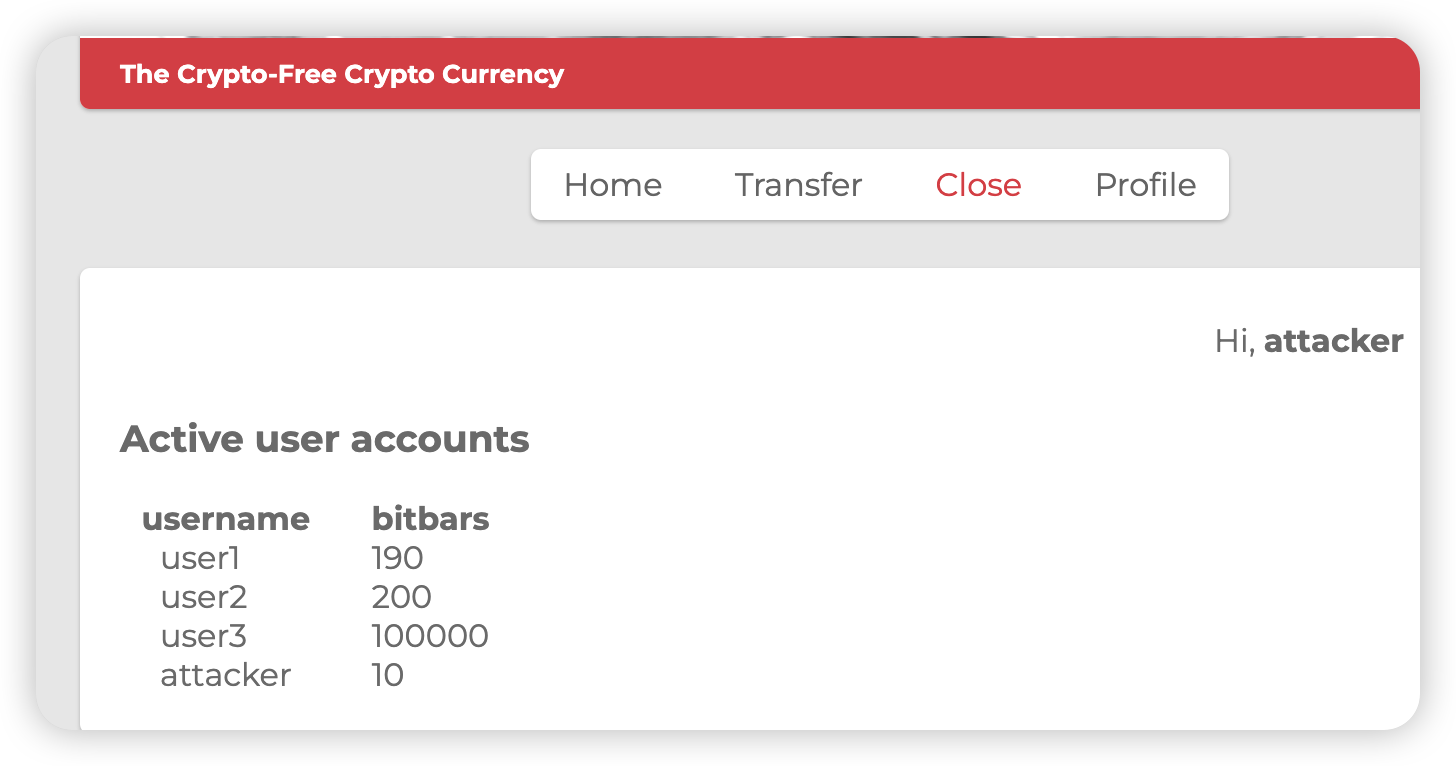 The Crypto-Free Crypto Currency
Home Transfer Close Profile
Hi, attacker
Active user accounts
username bitbars
user1 190
user2 200
user3 100000
attacker 10